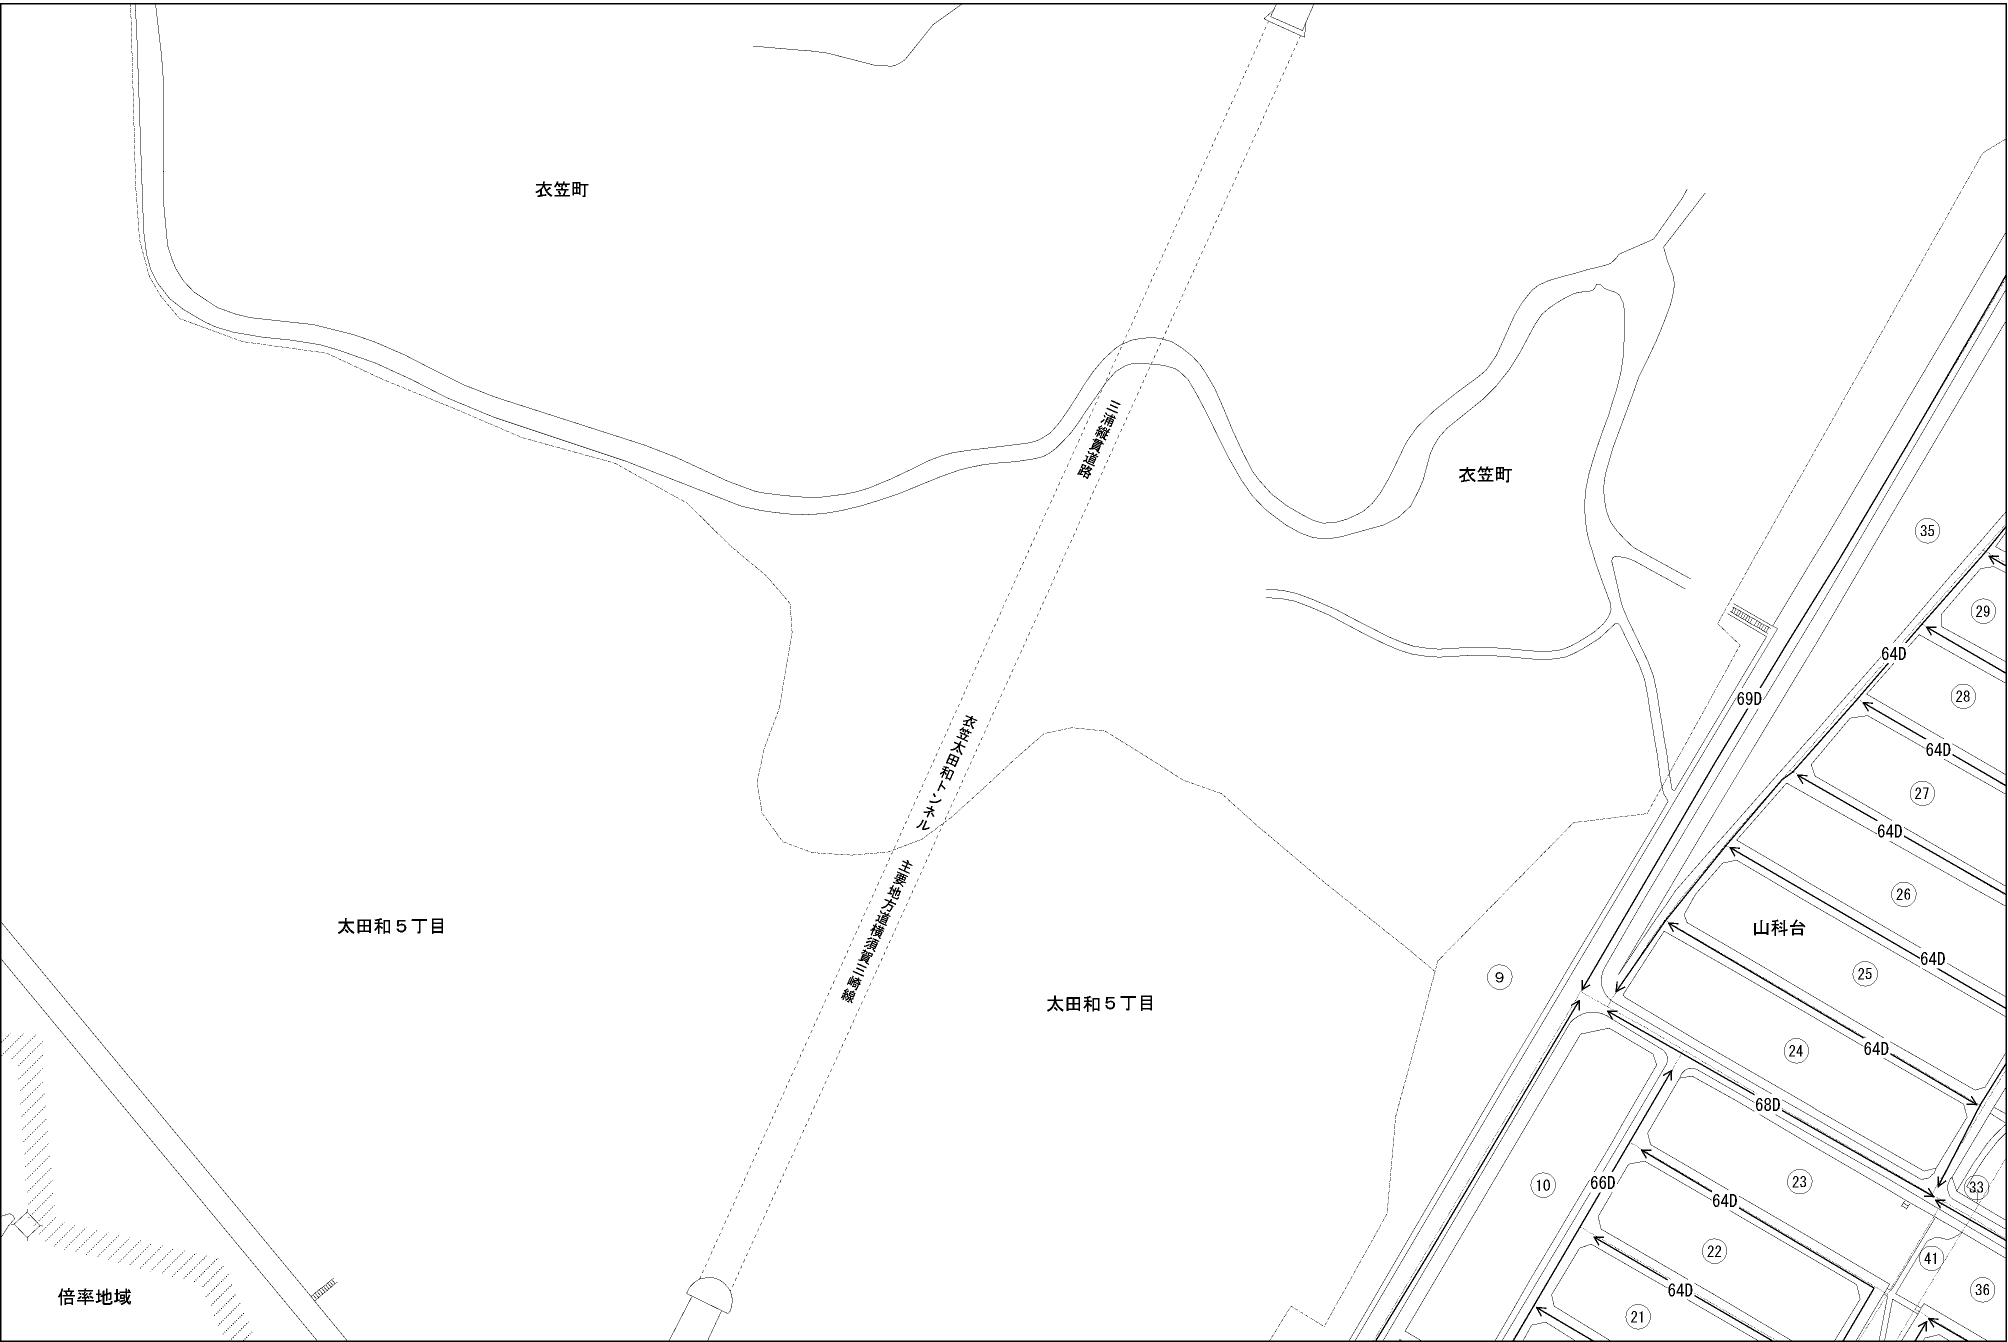 衣笠町
三浦縦貫道路
衣笠町
35
29
64D
28
69D
64D
衣笠太田和トンネル
27
64D
主要地方道横須賀三崎線
26
太田和５丁目
山科台
64D
25
9
太田和５丁目
64D
24
68D
10
66D
23
33
64D
22
41
64D
36
倍率地域
21